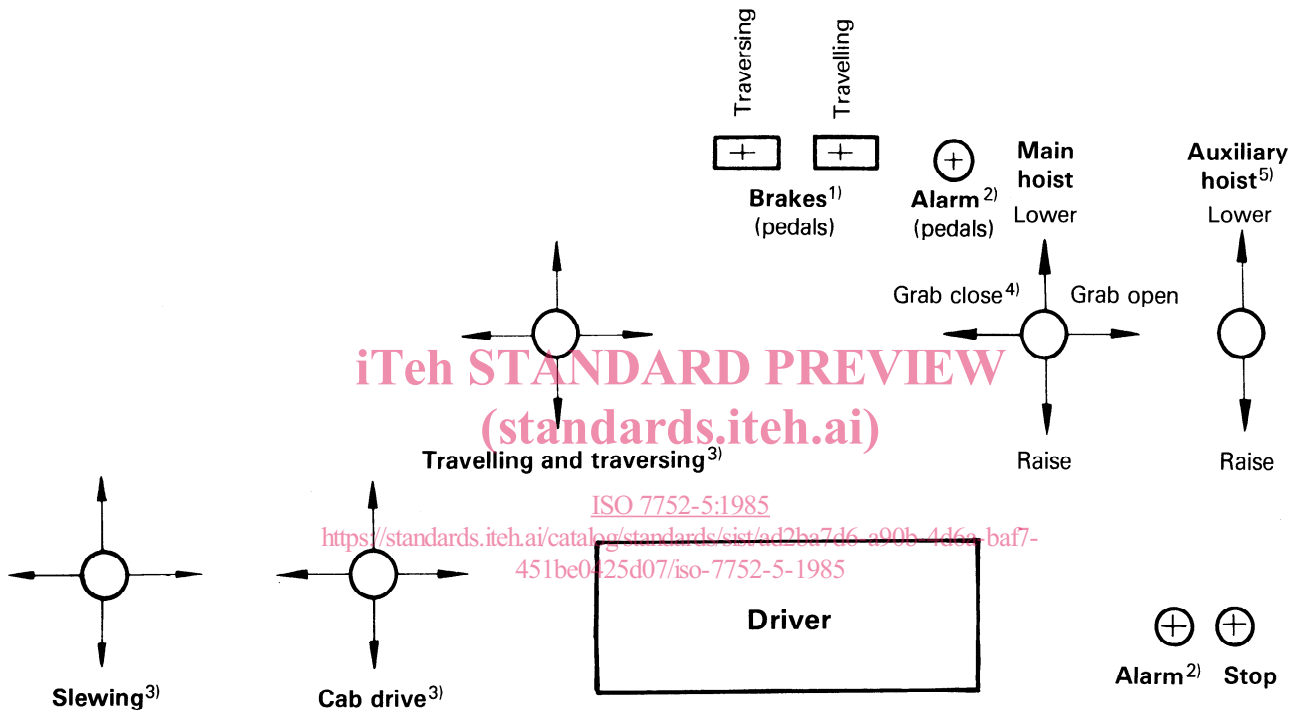 Traversing
Travelling
Brakes1)
(pedals)
Alarm2)
(pedals)
Main
hoist
Lower
Auxiliary
hoist5)
Lower
Grab close4)
Grab open
iTeh STANDARD PREVIEW
(standards.iteh.ai)
Travelling and traversing3)
Raise
Raise
ISO 7752-5:1985
https://standards.iteh.ai/catalog/standards/sist/ad2ba7d6-a90b-4d6a-baf7-
451be0425d07/iso-7752-5-1985
Driver
Slewing3)
Cab drive3)
Alarm2)
Stop